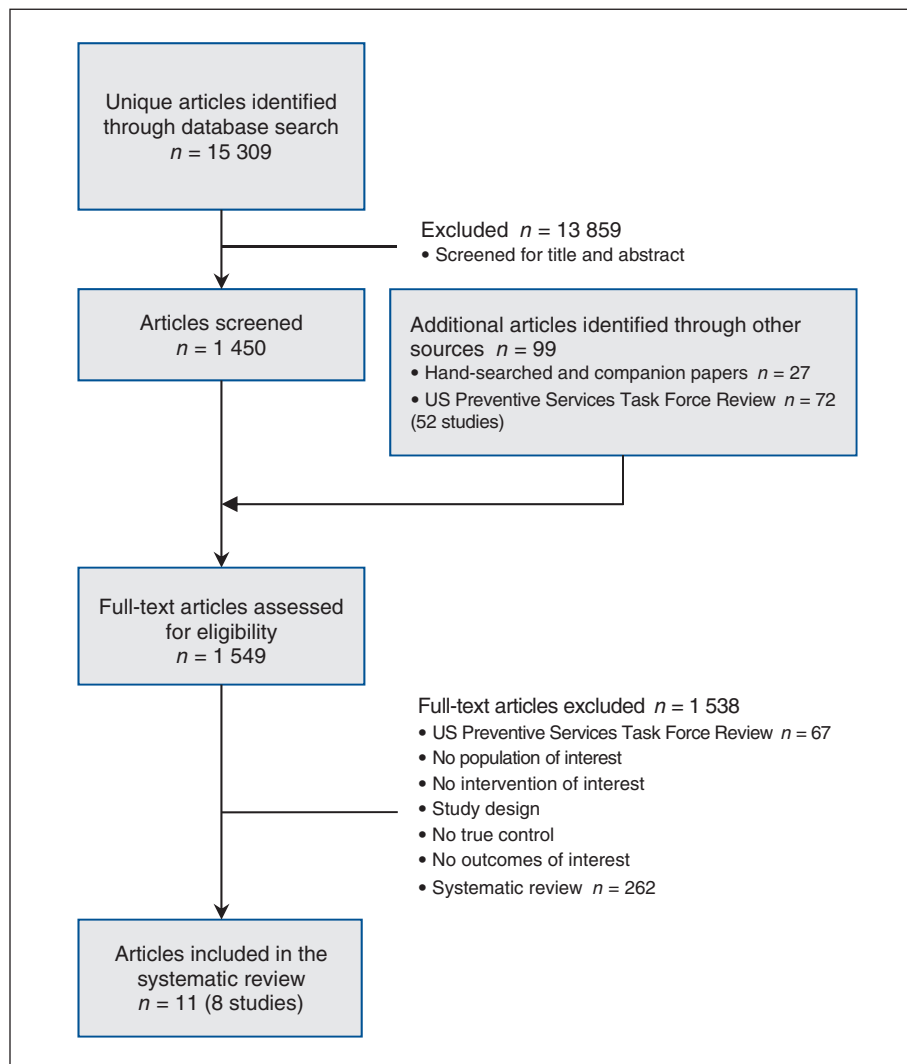 Unique articles identified
through database search
n = 15 309
Excluded n = 13 859
• Screened for title and abstract
Articles screened
n = 1 450
Additional articles identified through other
sources n = 99
• Hand-searched and companion papers n = 27
• US Preventive Services Task Force Review n = 72
(52 studies)
Full-text articles assessed
for eligibility
n = 1 549
Full-text articles excluded n = 1 538
• US Preventive Services Task Force Review n = 67
• No population of interest
• No intervention of interest
• Study design
• No true control
• No outcomes of interest
• Systematic review n = 262
Articles included in the
systematic review
n = 11 (8 studies)